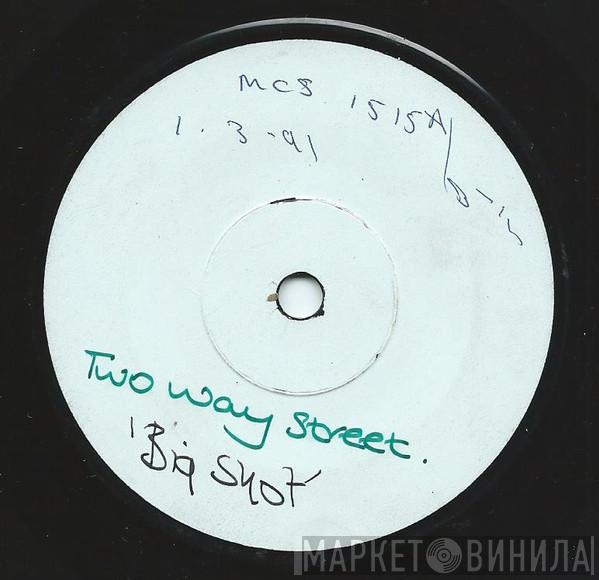 MCS 1515A/
1.3-91
Two way Street.
'Big Shot'
МАРКЕТ ВИНИЛА